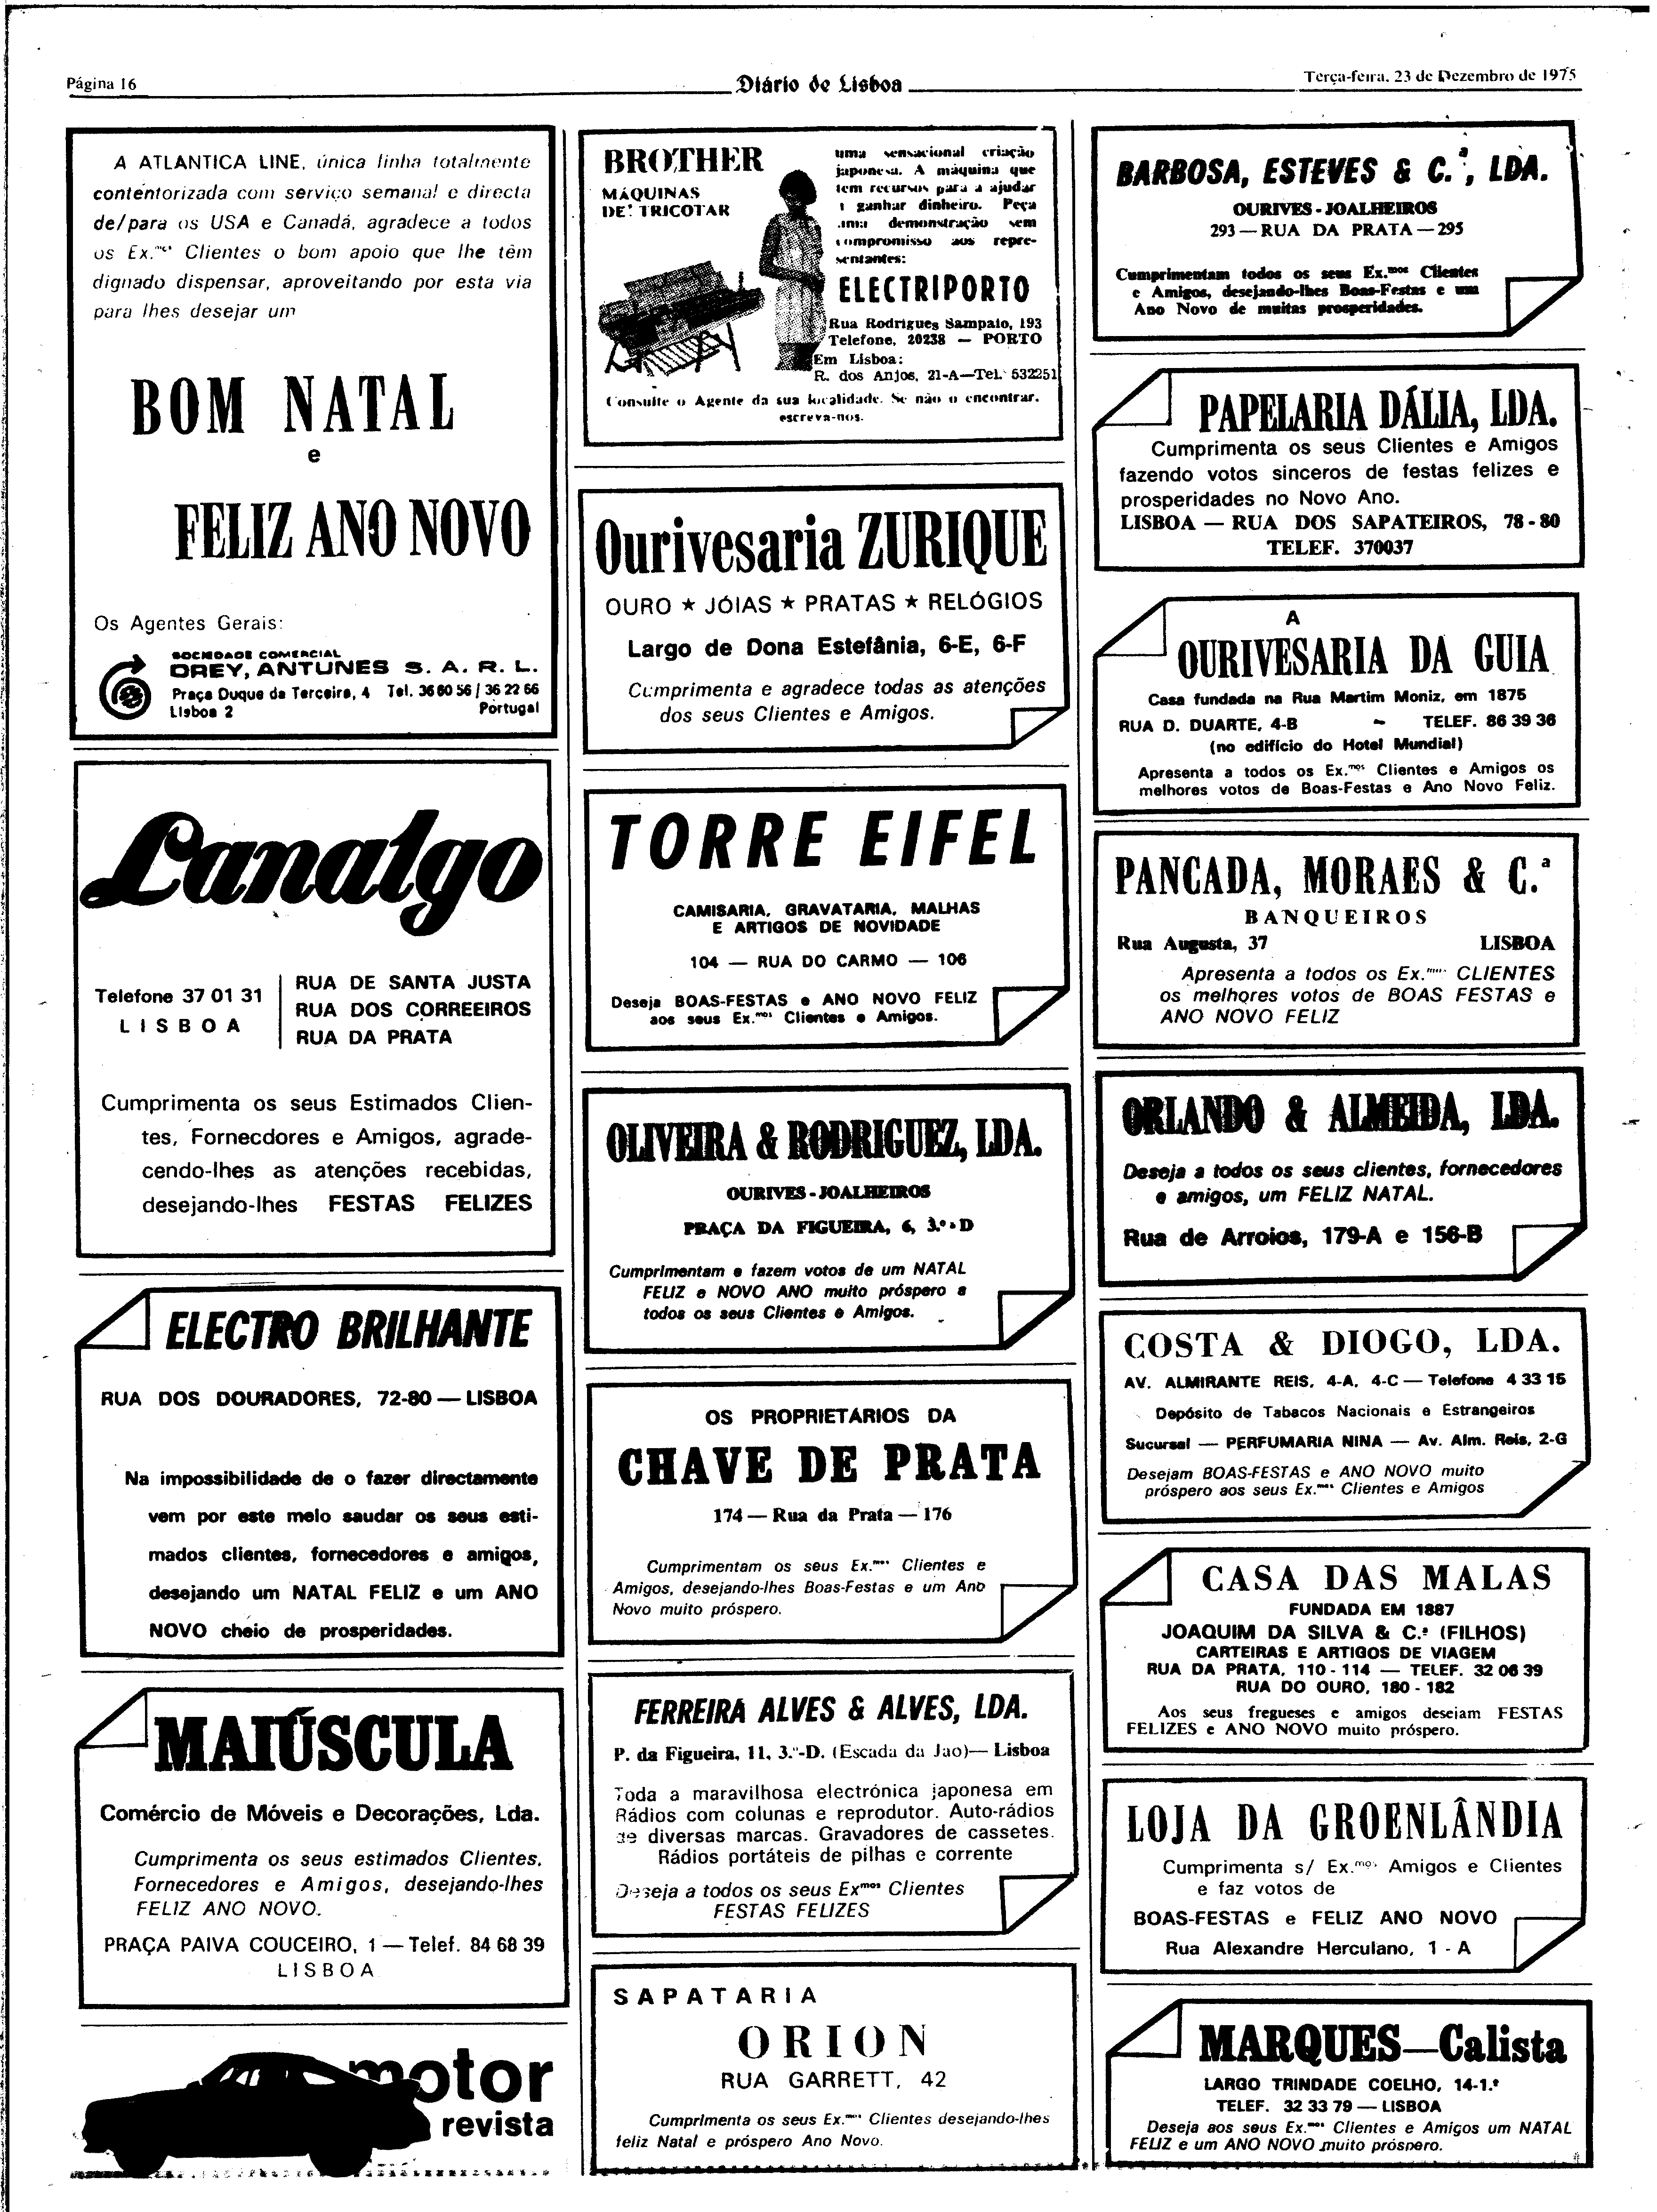 Página 16
Diário de Lisboa
Terça-feira, 23 de Dezembro de 1975
A ATLANTICA LINE, única linha totalmente
contentorizada com serviço semanal e directa
de/para os USA e Canadá, agradece a todos
os Ex.mos Clientes o bom apoio que lhe têm
dignado dispensar, aproveitando por esta via
para lhes desejar um
BOM NATAL
e
FELIZ ANO NOVO
Os Agentes Gerais:
SOCIEDADE COMERCIAL
OREY, ANTUNES S. A. R. L.
Praça Duque da Terceira, 4 Tel. 36 60 56 / 36 22 66
Lisboa 2 Portugal
Lanalgo
Telefone 37 01 31
LISBOA
RUA DE SANTA JUSTA
RUA DOS CORREEIROS
RUA DA PRATA
Cumprimenta os seus Estimados Clien-
tes, Fornecdores e Amigos, agrade-
cendo-lhes as atenções recebidas,
desejando-lhes FESTAS FELIZES
ELECTRO BRILHANTE
RUA DOS DOURADORES, 72-80 — LISBOA
Na impossibilidade de o fazer directamente
vem por este meio saudar os seus esti-
mados clientes, fornecedores e amigos,
desejando um NATAL FELIZ e um ANO
NOVO cheio de prosperidades.
MAIÚSCULA
Comércio de Móveis e Decorações, Lda.
Cumprimenta os seus estimados Clientes,
Fornecedores e Amigos, desejando-lhes
FELIZ ANO NOVO.
PRAÇA PAIVA COUCEIRO, 1 — Telef. 84 68 39
LISBOA
motor
revista
BROTHER
MÁQUINAS
DE TRICOTAR
uma sensacional criação
japonesa. A máquina que
tem recursos para a ajudar
a ganhar dinheiro. Peça
uma demonstração sem
compromisso aos repre-
sentantes:
ELECTRIPORTO
Rua Rodrigues Sampaio, 193
Telefone, 20238 — PORTO
Em Lisboa:
R. dos Anjos, 21-A—Tel. 532251
Consulte o Agente da sua localidade. Se não o encontrar.
escreva-nos.
Ourivesaria ZURIQUE
OURO ★ JÓIAS ★ PRATAS ★ RELÓGIOS
Largo de Dona Estefânia, 6-E, 6-F
Cumprimenta e agradece todas as atenções
dos seus Clientes e Amigos.
TORRE EIFEL
CAMISARIA, GRAVATARIA, MALHAS
E ARTIGOS DE NOVIDADE
104 — RUA DO CARMO — 106
Deseja BOAS-FESTAS e ANO NOVO FELIZ
aos seus Ex.mos Clientes e Amigos.
OLIVEIRA & RODRIGUEZ, LDA.
OURIVES-JOALHEIROS
PRAÇA DA FIGUEIRA, 6, 3.º-D
Cumprimentam e fazem votos de um NATAL
FELIZ e NOVO ANO muito próspero a
todos os seus Clientes e Amigos.
OS PROPRIETÁRIOS DA
CHAVE DE PRATA
174 — Rua da Prata — 176
Cumprimentam os seus Ex.mos Clientes e
Amigos, desejando-lhes Boas-Festas e um Ano
Novo muito próspero.
FERREIRA ALVES & ALVES, LDA.
P. da Figueira, 11, 3.º-D. (Escada da Jao)— Lisboa
Toda a maravilhosa electrónica japonesa em
Rádios com colunas e reprodutor. Auto-rádios
de diversas marcas. Gravadores de cassetes.
Rádios portáteis de pilhas e corrente
Deseja a todos os seus Exmos Clientes
FESTAS FELIZES
SAPATARIA
ORION
RUA GARRETT, 42
Cumprimenta os seus Ex.mos Clientes desejando-lhes
feliz Natal e próspero Ano Novo.
BARBOSA, ESTEVES & C.ª, LDA.
OURIVES-JOALHEIROS
293 — RUA DA PRATA — 295
Cumprimentam todos os seus Ex.mos Clientes
e Amigos, desejando-lhes Boas-Festas e um
Ano Novo de muitas prosperidades.
PAPELARIA DÁLIA, LDA.
Cumprimenta os seus Clientes e Amigos
fazendo votos sinceros de festas felizes e
prosperidades no Novo Ano.
LISBOA — RUA DOS SAPATEIROS, 78-80
TELEF. 370037
A
OURIVESARIA DA GUIA
Casa fundada na Rua Martim Moniz, em 1875
RUA D. DUARTE, 4-B ~ TELEF. 86 39 36
(no edifício do Hotel Mundial)
Apresenta a todos os Ex.mos Clientes e Amigos os
melhores votos de Boas-Festas e Ano Novo Feliz.
PANCADA, MORAES & C.ª
BANQUEIROS
Rua Augusta, 37 LISBOA
Apresenta a todos os Ex.mos CLIENTES
os melhores votos de BOAS FESTAS e
ANO NOVO FELIZ
ORLANDO & ALMEIDA, LDA.
Deseja a todos os seus clientes, fornecedores
e amigos, um FELIZ NATAL.
Rua de Arroios, 179-A e 156-B
COSTA & DIOGO, LDA.
AV. ALMIRANTE REIS, 4-A, 4-C — Telefone 4 33 15
Depósito de Tabacos Nacionais e Estrangeiros
Sucursal — PERFUMARIA NINA — Av. Alm. Reis, 2-G
Desejam BOAS-FESTAS e ANO NOVO muito
próspero aos seus Ex.mos Clientes e Amigos
CASA DAS MALAS
FUNDADA EM 1887
JOAQUIM DA SILVA & C.ª (FILHOS)
CARTEIRAS E ARTIGOS DE VIAGEM
RUA DA PRATA, 110-114 — TELEF. 32 06 39
RUA DO OURO, 180-182
Aos seus fregueses e amigos desejam FESTAS
FELIZES e ANO NOVO muito próspero.
LOJA DA GROENLÂNDIA
Cumprimenta s/ Ex.mos Amigos e Clientes
e faz votos de
BOAS-FESTAS e FELIZ ANO NOVO
Rua Alexandre Herculano, 1-A
MARQUES—Calista
LARGO TRINDADE COELHO, 14-1.º
TELEF. 32 33 79 — LISBOA
Deseja aos seus Ex.mos Clientes e Amigos um NATAL
FELIZ e um ANO NOVO muito próspero.